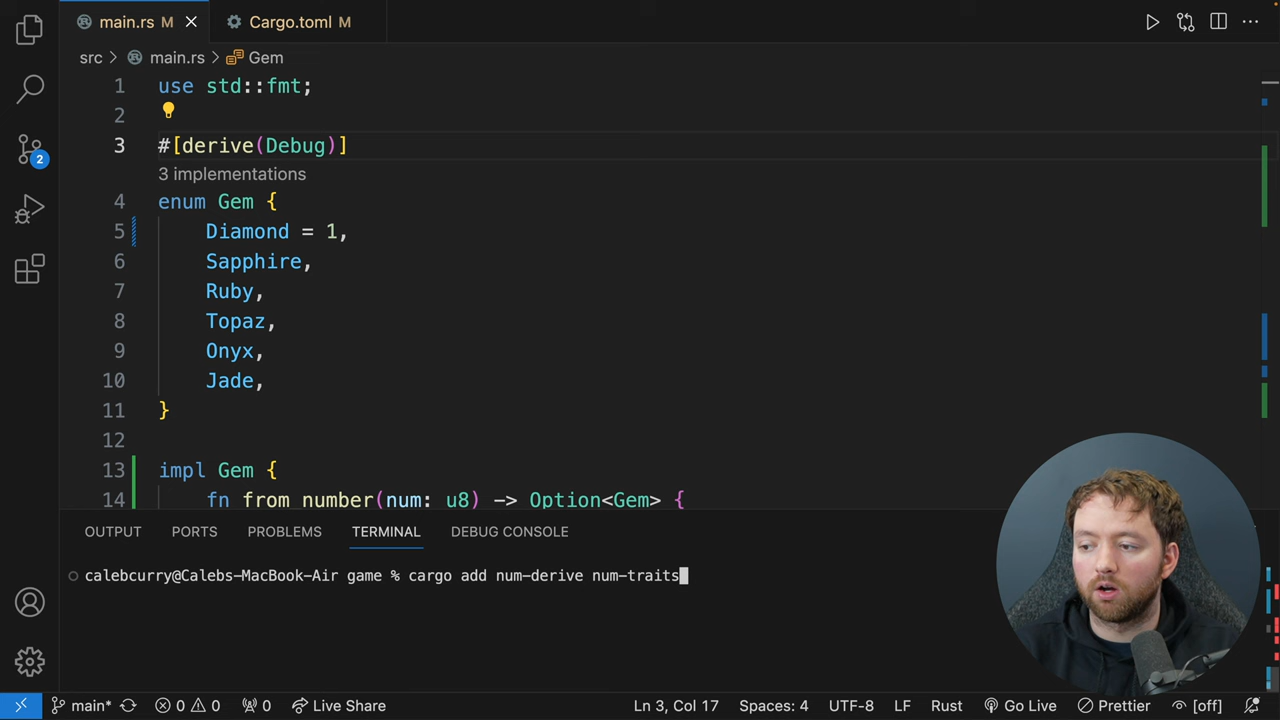 main.rs M
Cargo.toml M
src > main.rs > Gem
1 use std::fmt;
2
3 #[derive(Debug)]
3 implementations
4 enum Gem {
5 Diamond = 1,
6 Sapphire,
7 Ruby,
8 Topaz,
9 Onyx,
10 Jade,
11 }
12
13 impl Gem {
14 fn from_number(num: u8) -> Option<Gem> {
2
OUTPUT PORTS PROBLEMS TERMINAL DEBUG CONSOLE
calebcurry@Calebs-MacBook-Air game % cargo add num-derive num-traits
main* 0 0 0 Live Share Ln 3, Col 17 Spaces: 4 UTF-8 LF Rust Go Live Prettier [off]